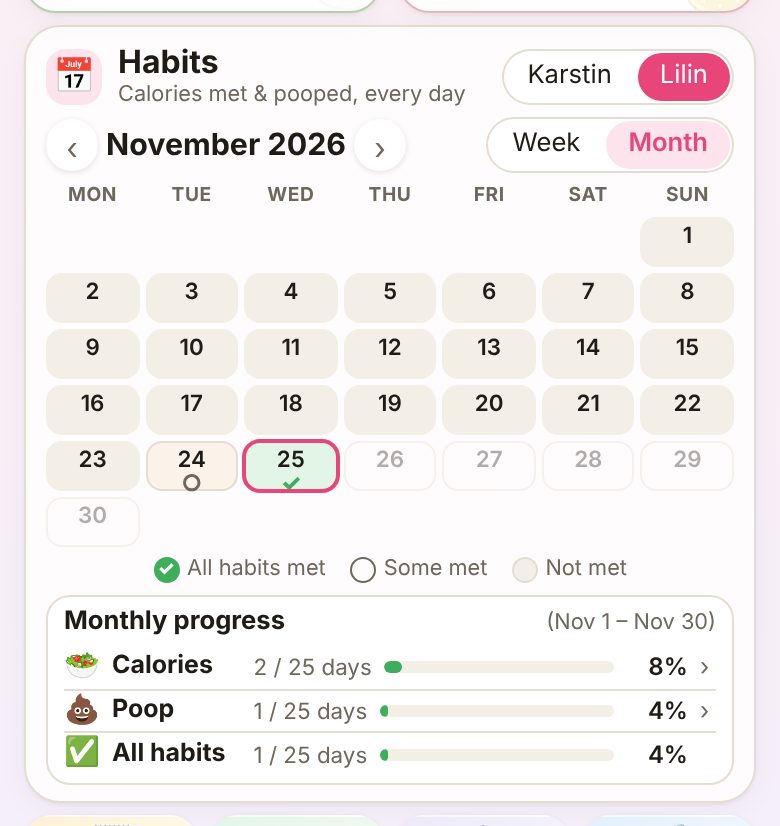 July
17
Habits
Calories met & pooped, every day
Karstin
Lilin
‹ November 2026 ›
Week
Month
MON TUE WED THU FRI SAT SUN
1
2 3 4 5 6 7 8
9 10 11 12 13 14 15
16 17 18 19 20 21 22
23 24 25 26 27 28 29
30
All habits met Some met Not met
Monthly progress (Nov 1 – Nov 30)
Calories 2 / 25 days 8% ›
Poop 1 / 25 days 4% ›
All habits 1 / 25 days 4%